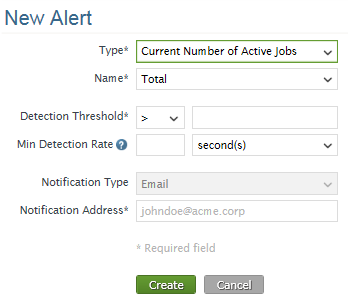 New Alert
Type* Current Number of Active Jobs
Name* Total
Detection Threshold* >
Min Detection Rate ? second(s)
Notification Type Email
Notification Address* johndoe@acme.corp
* Required field
Create Cancel